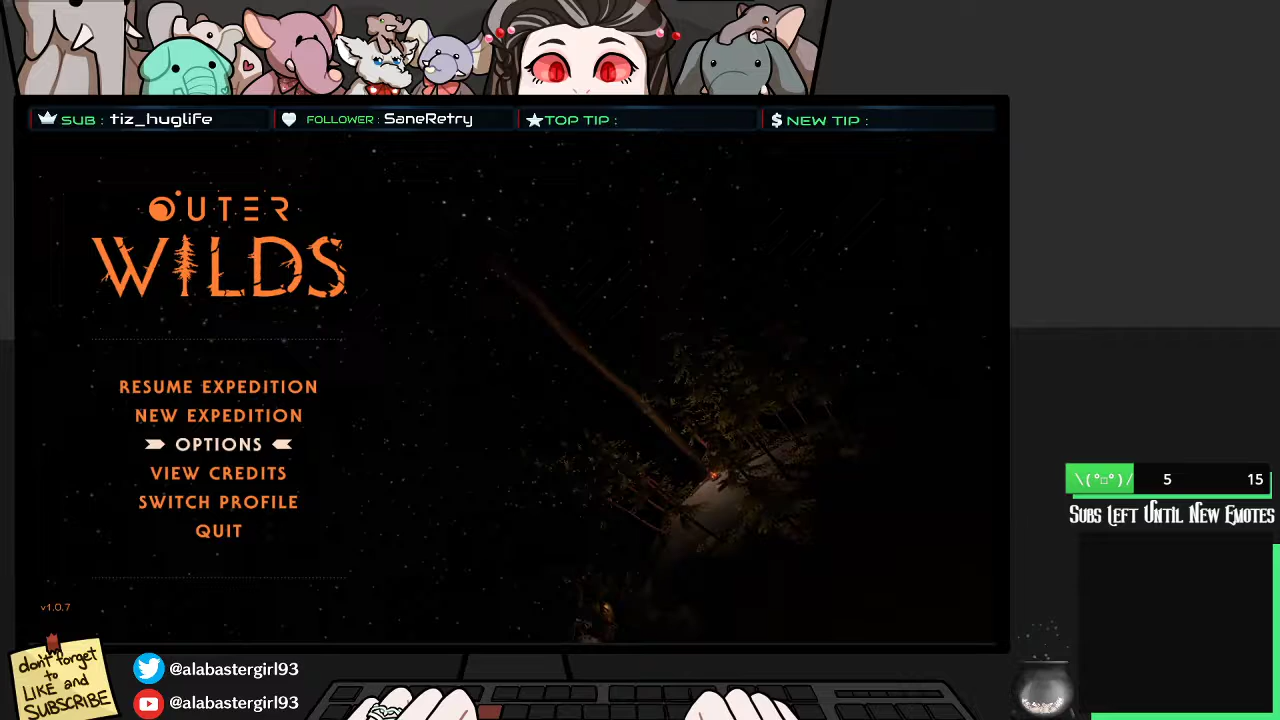 SUB : tiz_huglife
FOLLOWER : SaneRetry
TOP TIP :
$ NEW TIP :
OUTER
WILDS
RESUME EXPEDITION
NEW EXPEDITION
OPTIONS
VIEW CREDITS
SWITCH PROFILE
QUIT
v1.0.7
\(°□°)/ 5 15
Subs Left Until New Emotes
don't forget
to
LIKE and
SUBSCRIBE
@alabastergirl93
@alabastergirl93